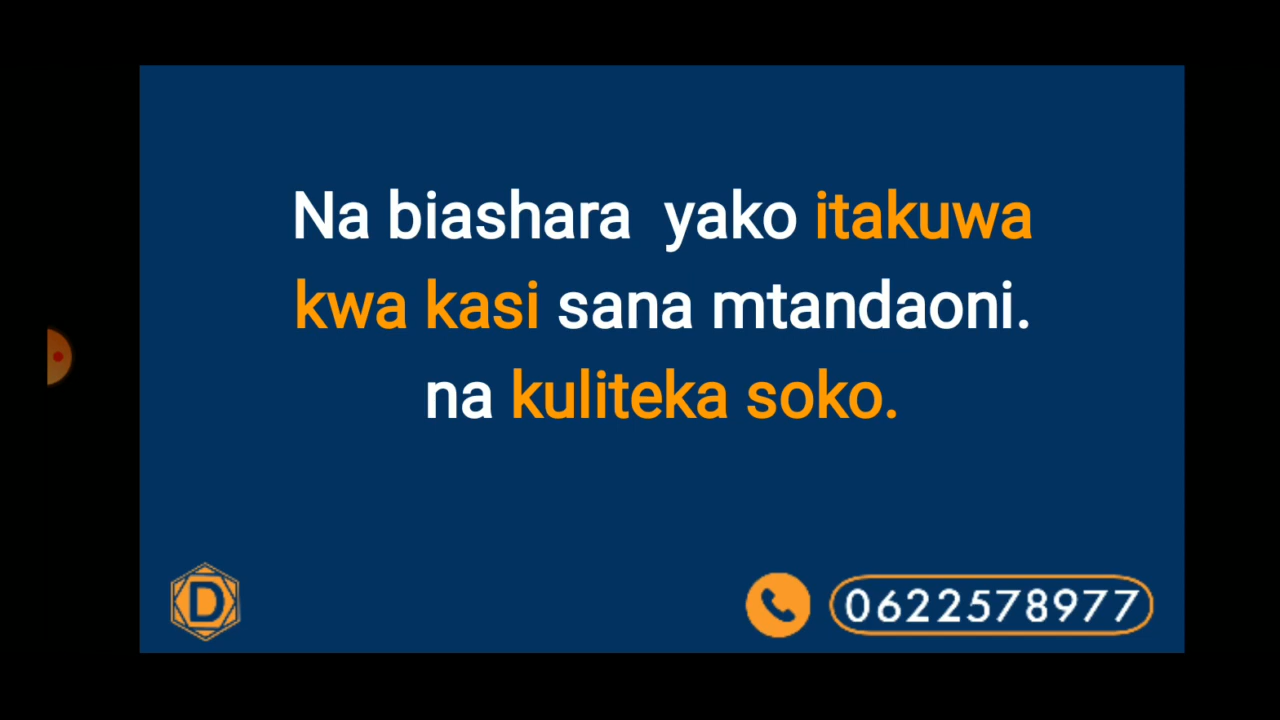 Na biashara  yako itakuwa
kwa kasi sana mtandaoni.
na kuliteka soko.
D
0622578977